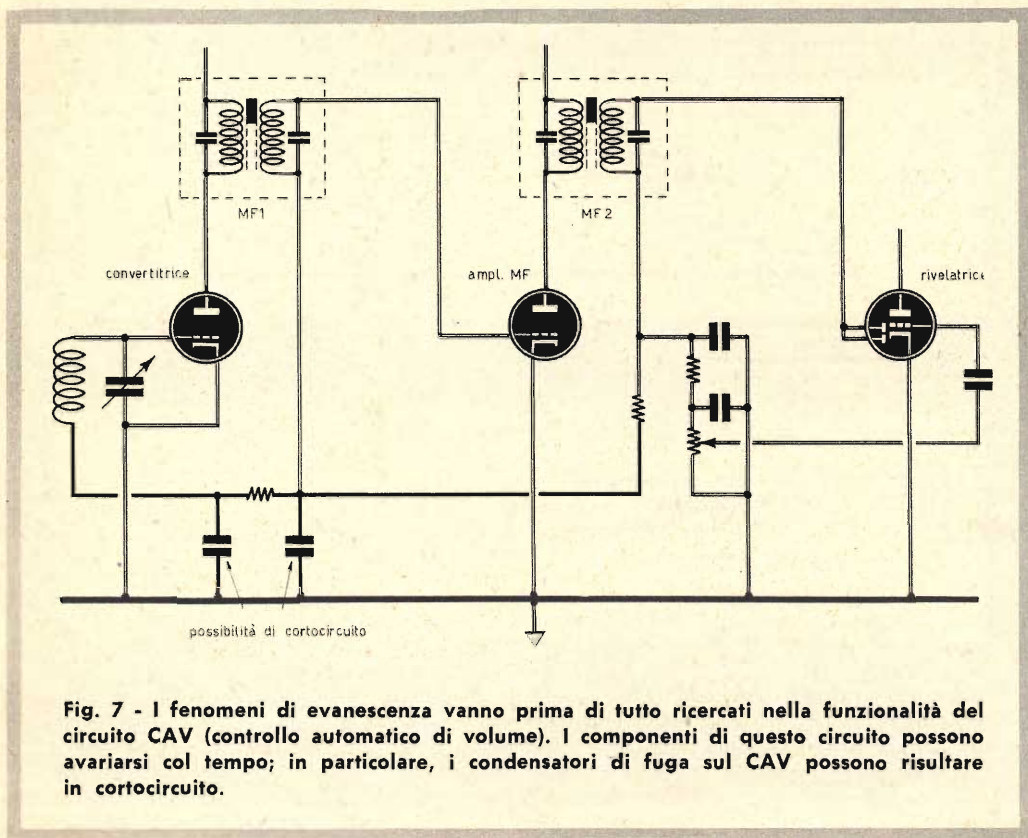 MF1
MF2
convertitrice
ampl. MF
rivelatrice
possibilità di cortocircuito
Fig. 7 - I fenomeni di evanescenza vanno prima di tutto ricercati nella funzionalità del
circuito CAV (controllo automatico di volume). I componenti di questo circuito possono
avariarsi col tempo; in particolare, i condensatori di fuga sul CAV possono risultare
in cortocircuito.